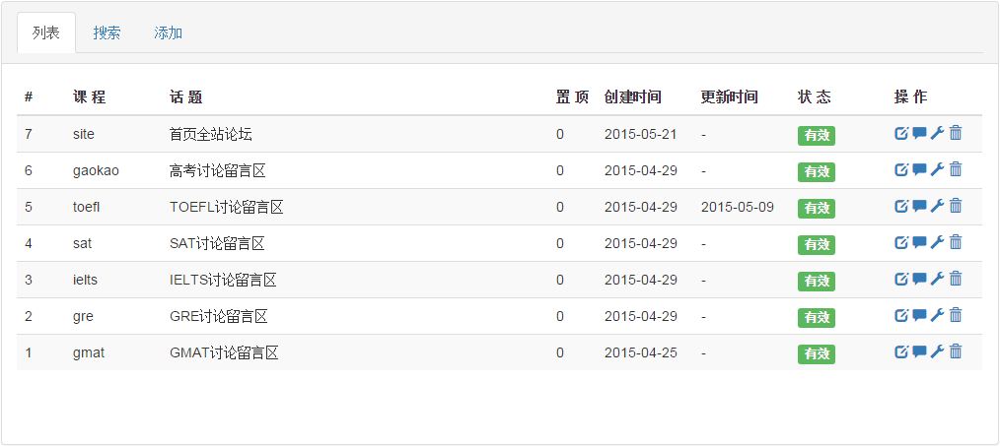 列表 搜索 添加
# 课 程 话 题 置 顶 创建时间 更新时间 状 态 操 作
7 site 首页全站论坛 0 2015-05-21 - 有效
6 gaokao 高考讨论留言区 0 2015-04-29 - 有效
5 toefl TOEFL讨论留言区 0 2015-04-29 2015-05-09 有效
4 sat SAT讨论留言区 0 2015-04-29 - 有效
3 ielts IELTS讨论留言区 0 2015-04-29 - 有效
2 gre GRE讨论留言区 0 2015-04-29 - 有效
1 gmat GMAT讨论留言区 0 2015-04-25 - 有效